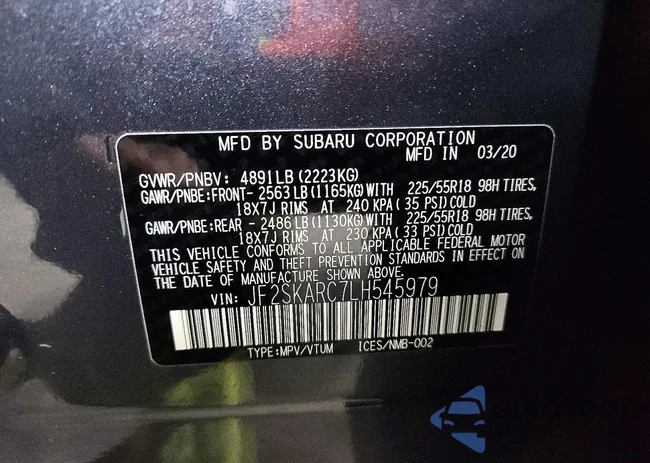 MFD BY SUBARU CORPORATION
MFD IN 03/20
GVWR/PNBV: 4891LB(2223KG)
GAWR/PNBE:FRONT-2563LB(1165KG)WITH 225/55R18 98H TIRES,
18X7J RIMS AT 240 KPA( 35 PSI)COLD
GAWR/PNBE:REAR - 2486LB(1130KG)WITH 225/55R18 98H TIRES,
18X7J RIMS AT 230 KPA( 33 PSI)COLD
THIS VEHICLE CONFORMS TO ALL APPLICABLE FEDERAL MOTOR
VEHICLE SAFETY AND THEFT PREVENTION STANDARDS IN EFFECT ON
THE DATE OF MANUFACTURE SHOWN ABOVE.
VIN: JF2SKARC7LH545979
TYPE:MPV/VTUM ICES/NMB-002